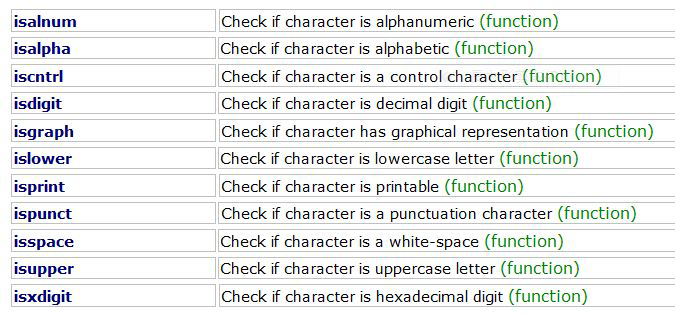 isalnum Check if character is alphanumeric (function)
isalpha Check if character is alphabetic (function)
iscntrl Check if character is a control character (function)
isdigit Check if character is decimal digit (function)
isgraph Check if character has graphical representation (function)
islower Check if character is lowercase letter (function)
isprint Check if character is printable (function)
ispunct Check if character is a punctuation character (function)
isspace Check if character is a white-space (function)
isupper Check if character is uppercase letter (function)
isxdigit Check if character is hexadecimal digit (function)